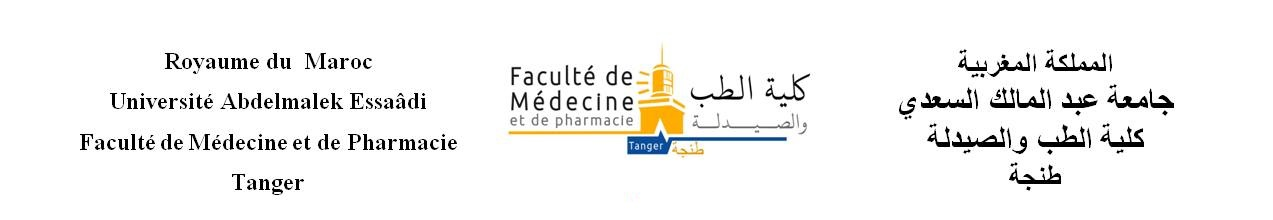 Royaume du Maroc
Université Abdelmalek Essaâdi
Faculté de Médecine et de Pharmacie
Tanger
Faculté de
Médecine
et de pharmacie
كلية الطب
والصيدلة
Tanger
طنجة
المملكة المغربية
جامعة عبد المالك السعدي
كلية الطب والصيدلة
طنجة